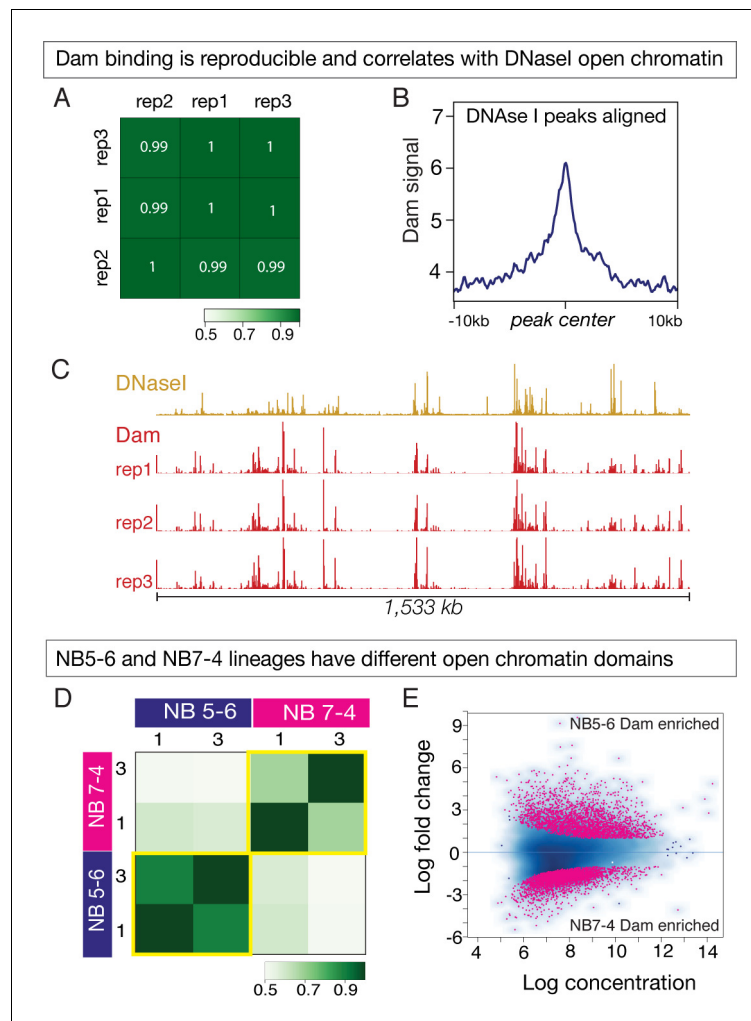 Dam binding is reproducible and correlates with DNaseI open chromatin
A
rep2 rep1 rep3
rep3 0.99 1 1
rep1 0.99 1 1
rep2 1 0.99 0.99
0.5 0.7 0.9
B
DNAse I peaks aligned
Dam signal
7
6
5
4
-10kb peak center 10kb
C
DNaseI
Dam
rep1
rep2
rep3
1,533 kb
NB5-6 and NB7-4 lineages have different open chromatin domains
D
NB 5-6 NB 7-4
1 3 1 3
NB 7-4
3
1
NB 5-6
3
1
0.5 0.7 0.9
E
NB5-6 Dam enriched
Log fold change
9
6
3
0
-3
-6
NB7-4 Dam enriched
4 6 8 10 12 14
Log concentration